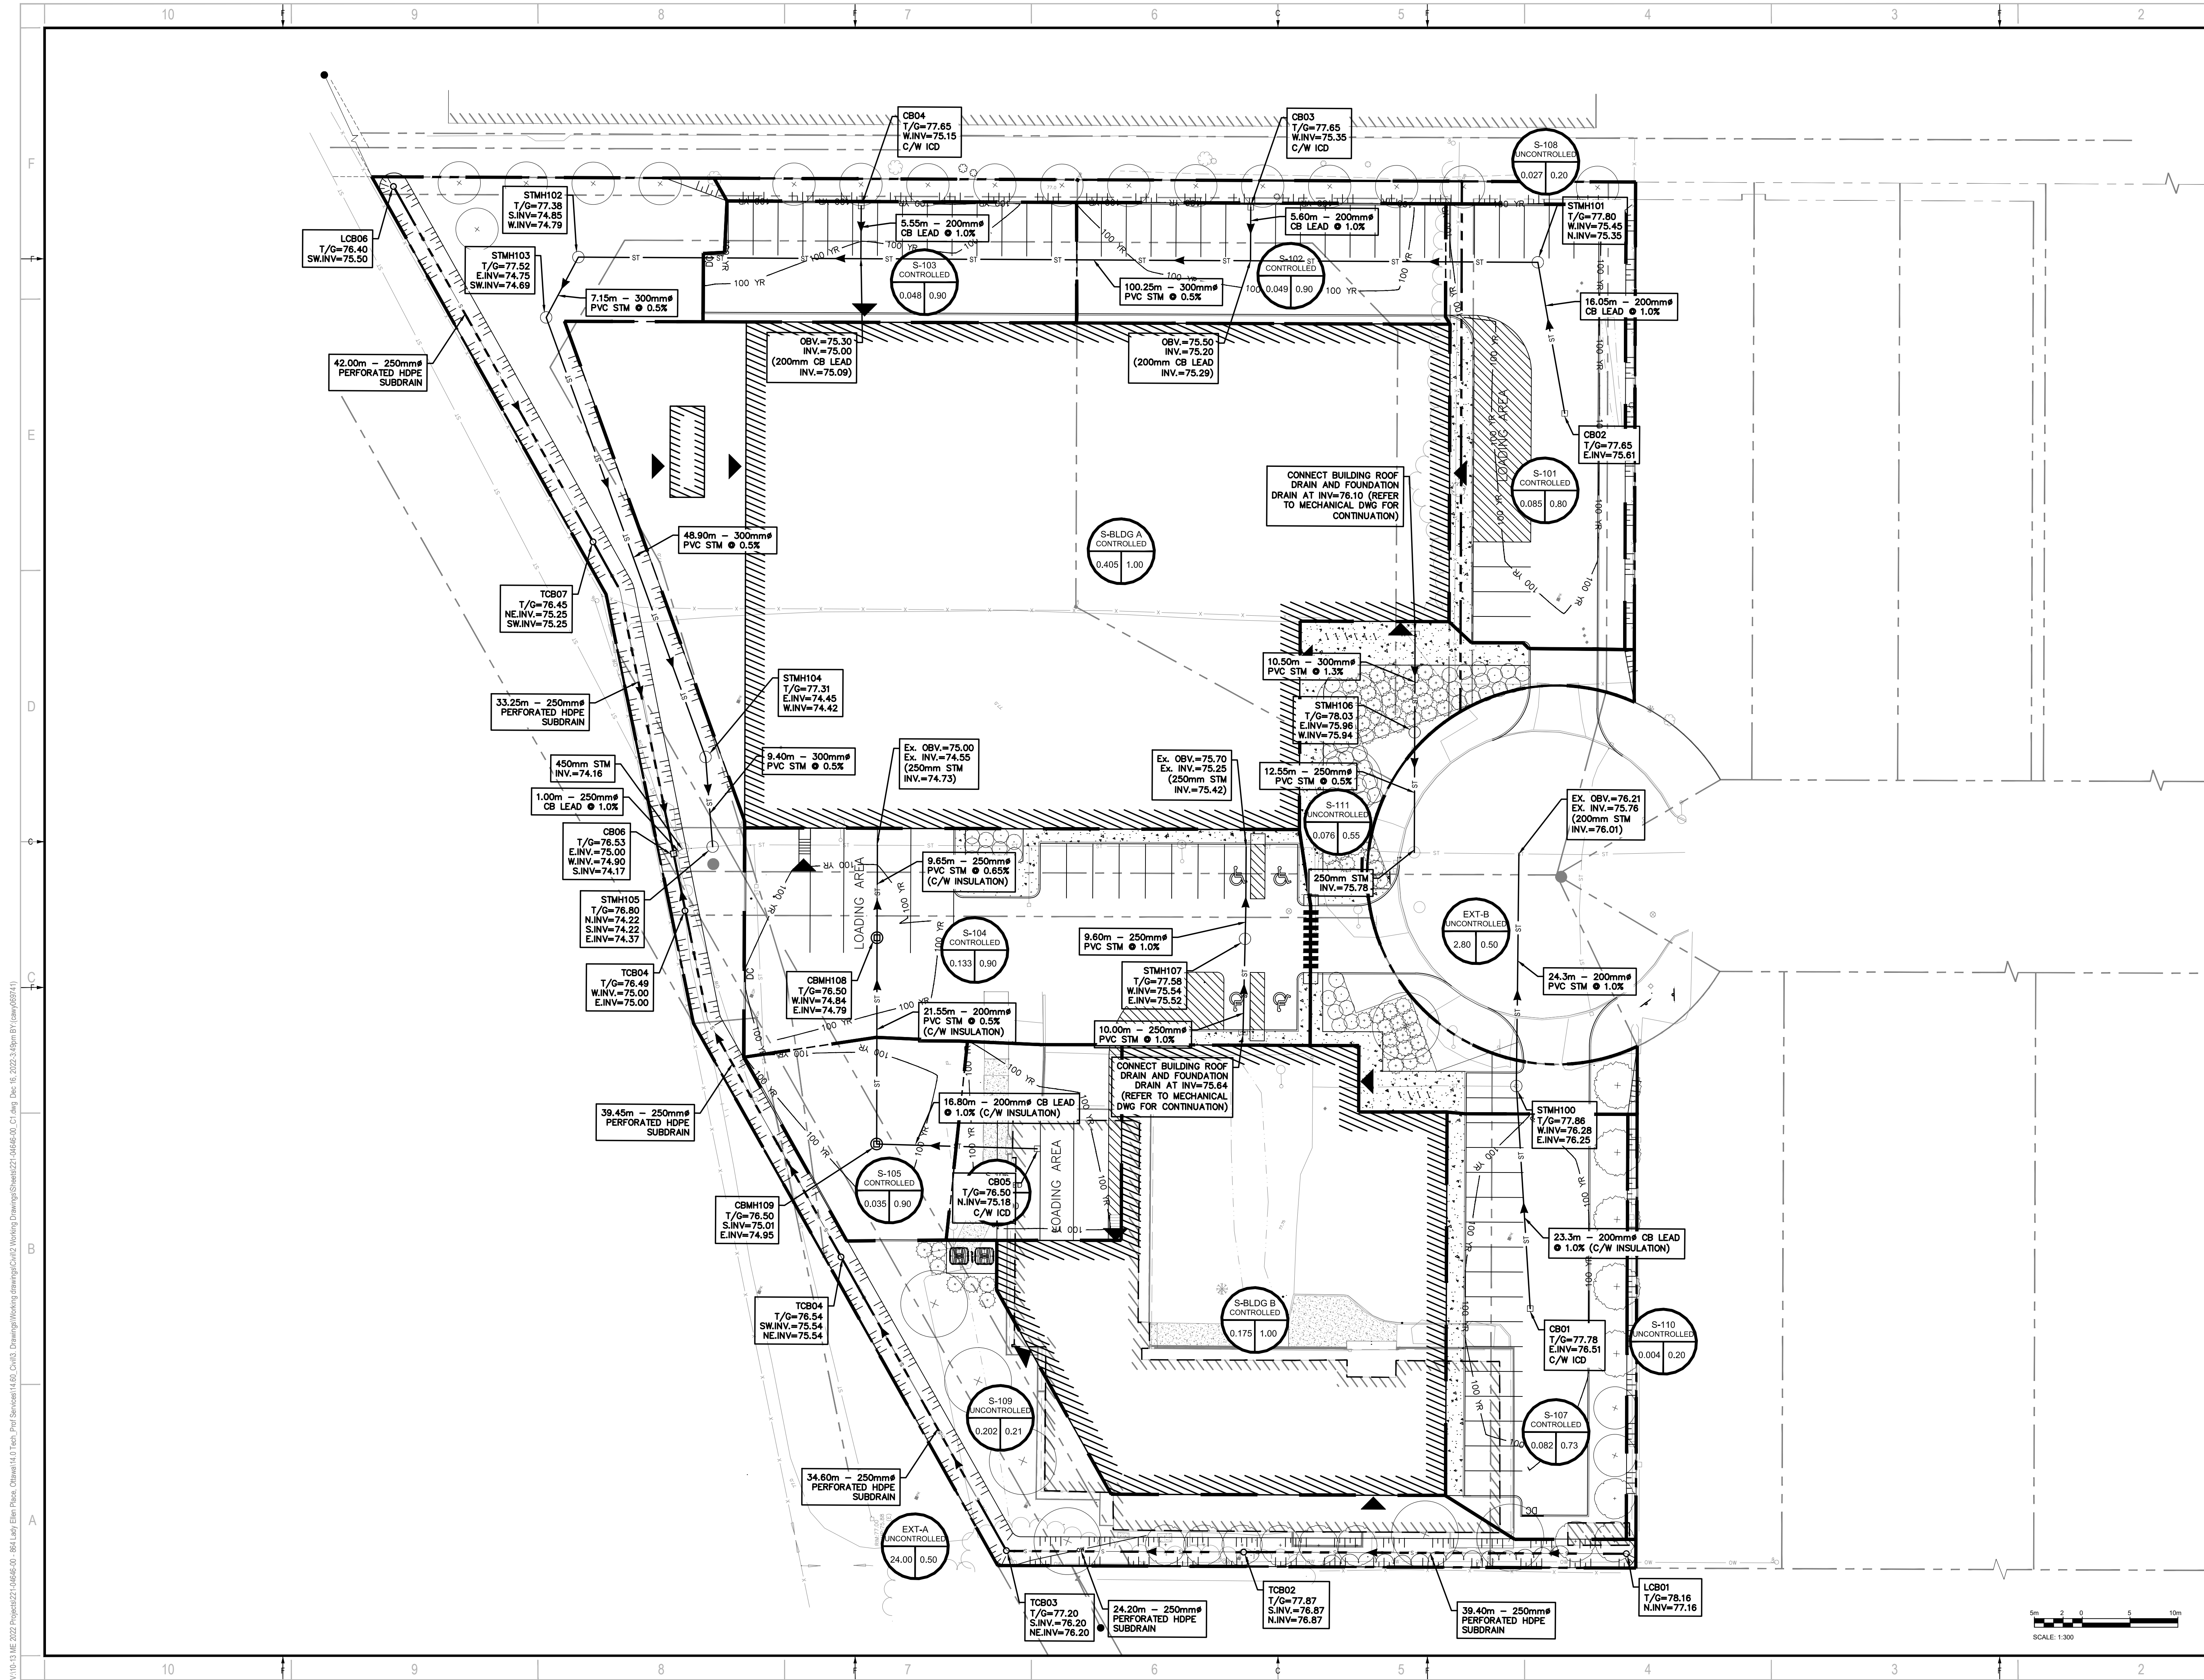 10
9
8
7
6
5
4
3
2
F
E
D
C
B
A
CB04
T/G=77.65
W.INV=75.15
C/W ICD
CB03
T/G=77.65
W.INV=75.35
C/W ICD
S-108
UNCONTROLLED
0.027 0.20
STMH102
T/G=77.38
S.INV=74.85
W.INV=74.79
5.55m - 200mmø
CB LEAD @ 1.0%
5.60m - 200mmø
CB LEAD @ 1.0%
STMH101
T/G=77.80
W.INV=75.45
N.INV=75.35
LCB06
T/G=76.40
SW.INV=75.50
STMH103
T/G=77.52
E.INV=74.75
SW.INV=74.69
S-103
CONTROLLED
0.048 0.90
S-102
CONTROLLED
0.049 0.90
7.15m - 300mmø
PVC STM @ 0.5%
100.25m - 300mmø
PVC STM @ 0.5%
16.05m - 200mmø
CB LEAD @ 1.0%
42.00m - 250mmø
PERFORATED HDPE
SUBDRAIN
OBV.=75.30
INV.=75.00
(200mm CB LEAD
INV.=75.09)
OBV.=75.50
INV.=75.20
(200mm CB LEAD
INV.=75.29)
LOADING AREA
CB02
T/G=77.65
E.INV=75.61
CONNECT BUILDING ROOF
DRAIN AND FOUNDATION
DRAIN AT INV=76.10 (REFER
TO MECHANICAL DWG FOR
CONTINUATION)
S-101
CONTROLLED
0.085 0.80
48.90m - 300mmø
PVC STM @ 0.5%
S-BLDG A
CONTROLLED
0.405 1.00
TCB07
T/G=76.45
NE.INV.=75.25
SW.INV=75.25
10.50m - 300mmø
PVC STM @ 1.3%
33.25m - 250mmø
PERFORATED HDPE
SUBDRAIN
STMH104
T/G=77.31
E.INV=74.45
W.INV=74.42
STMH106
T/G=78.03
E.INV=75.96
W.INV=75.94
450mm STM
INV.=74.16
9.40m - 300mmø
PVC STM @ 0.5%
Ex. OBV.=75.00
Ex. INV.=74.55
(250mm STM
INV.=74.73)
Ex. OBV.=75.70
Ex. INV.=75.25
(250mm STM
INV.=75.42)
12.55m - 250mmø
PVC STM @ 0.5%
1.00m - 250mmø
CB LEAD @ 1.0%
S-111
UNCONTROLLED
0.076 0.55
EX. OBV.=76.21
EX. INV.=75.76
(200mm STM
INV.=76.01)
CB06
T/G=76.53
E.INV.=75.00
W.INV.=74.90
S.INV=74.17
LOADING AREA
9.65m - 250mmø
PVC STM @ 0.65%
(C/W INSULATION)
250mm STM
INV.=75.78
STMH105
T/G=76.80
N.INV=74.22
S.INV=74.22
E.INV=74.37
S-104
CONTROLLED
0.133 0.90
9.60m - 250mmø
PVC STM @ 1.0%
EXT-B
UNCONTROLLED
2.80 0.50
TCB04
T/G=76.49
W.INV.=75.00
E.INV=75.00
CBMH108
T/G=76.50
W.INV=74.84
E.INV=74.79
STMH107
T/G=77.58
W.INV=75.54
E.INV=75.52
24.3m - 200mmø
PVC STM @ 1.0%
21.55m - 200mmø
PVC STM @ 0.5%
(C/W INSULATION)
10.00m - 250mmø
PVC STM @ 1.0%
CONNECT BUILDING ROOF
DRAIN AND FOUNDATION
DRAIN AT INV=75.64
(REFER TO MECHANICAL
DWG FOR CONTINUATION)
39.45m - 250mmø
PERFORATED HDPE
SUBDRAIN
16.80m - 200mmø CB LEAD
@ 1.0% (C/W INSULATION)
STMH100
T/G=77.86
W.INV=76.28
E.INV=76.25
S-105
CONTROLLED
0.035 0.90
CB05
T/G=76.50
N.INV=75.18
C/W ICD
LOADING AREA
CBMH109
T/G=76.50
S.INV=75.01
E.INV=74.95
23.3m - 200mmø CB LEAD
@ 1.0% (C/W INSULATION)
TCB04
T/G=76.54
SW.INV.=75.54
NE.INV=75.54
S-BLDG B
CONTROLLED
0.175 1.00
CB01
T/G=77.78
E.INV=76.51
C/W ICD
S-110
UNCONTROLLED
0.004 0.20
S-109
UNCONTROLLED
0.202 0.21
S-107
CONTROLLED
0.082 0.73
34.60m - 250mmø
PERFORATED HDPE
SUBDRAIN
EXT-A
UNCONTROLLED
24.00 0.50
TCB03
T/G=77.20
S.INV.=76.20
NE.INV=76.20
24.20m - 250mmø
PERFORATED HDPE
SUBDRAIN
TCB02
T/G=77.87
S.INV=76.87
N.INV=76.87
39.40m - 250mmø
PERFORATED HDPE
SUBDRAIN
LCB01
T/G=78.16
N.INV=77.16
5m 2 0 5 10m
SCALE: 1:300
10
9
8
7
6
5
4
3
2